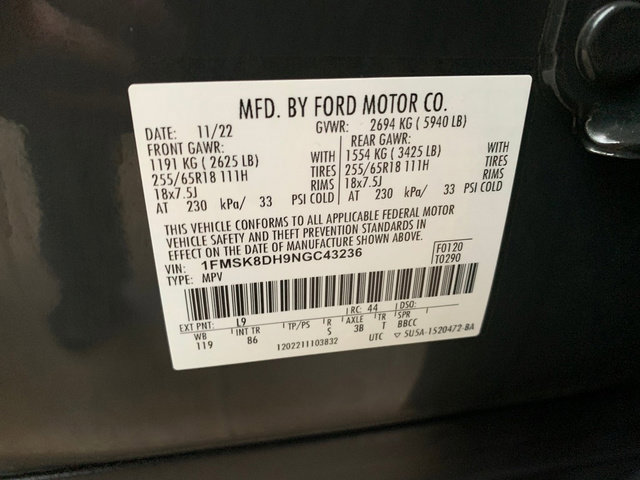 MFD. BY FORD MOTOR CO.
DATE: 11/22 GVWR: 2694 KG ( 5940 LB)
FRONT GAWR: REAR GAWR:
1191 KG ( 2625 LB) WITH 1554 KG ( 3425 LB) WITH
255/65R18 111H TIRES 255/65R18 111H TIRES
18x7.5J RIMS 18x7.5J RIMS
AT 230 kPa/ 33 PSI COLD AT 230 kPa/ 33 PSI COLD
THIS VEHICLE CONFORMS TO ALL APPLICABLE FEDERAL MOTOR
VEHICLE SAFETY AND THEFT PREVENTION STANDARDS IN
EFFECT ON THE DATE OF MANUFACTURE SHOWN ABOVE.
VIN: 1FMSK8DH9NGC43236 F0120
TYPE: MPV T0290
EXT PNT: L9 RC: 44 DSO:
WB INT TR TP/PS R AXLE TR SPR
119 86 S 3B T BBCC
1202211103832 UTC ▽ 5U5A-1520472-BA